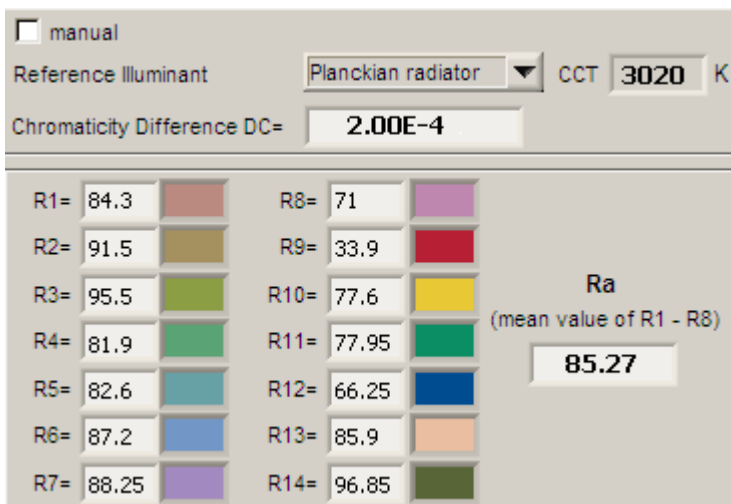 manual
Reference Illuminant Planckian radiator CCT 3020 K
Chromaticity Difference DC= 2.00E-4
R1= 84.3 R8= 71
R2= 91.5 R9= 33.9
R3= 95.5 R10= 77.6
Ra
(mean value of R1 - R8)
R4= 81.9 R11= 77.95
85.27
R5= 82.6 R12= 66.25
R6= 87.2 R13= 85.9
R7= 88.25 R14= 96.85